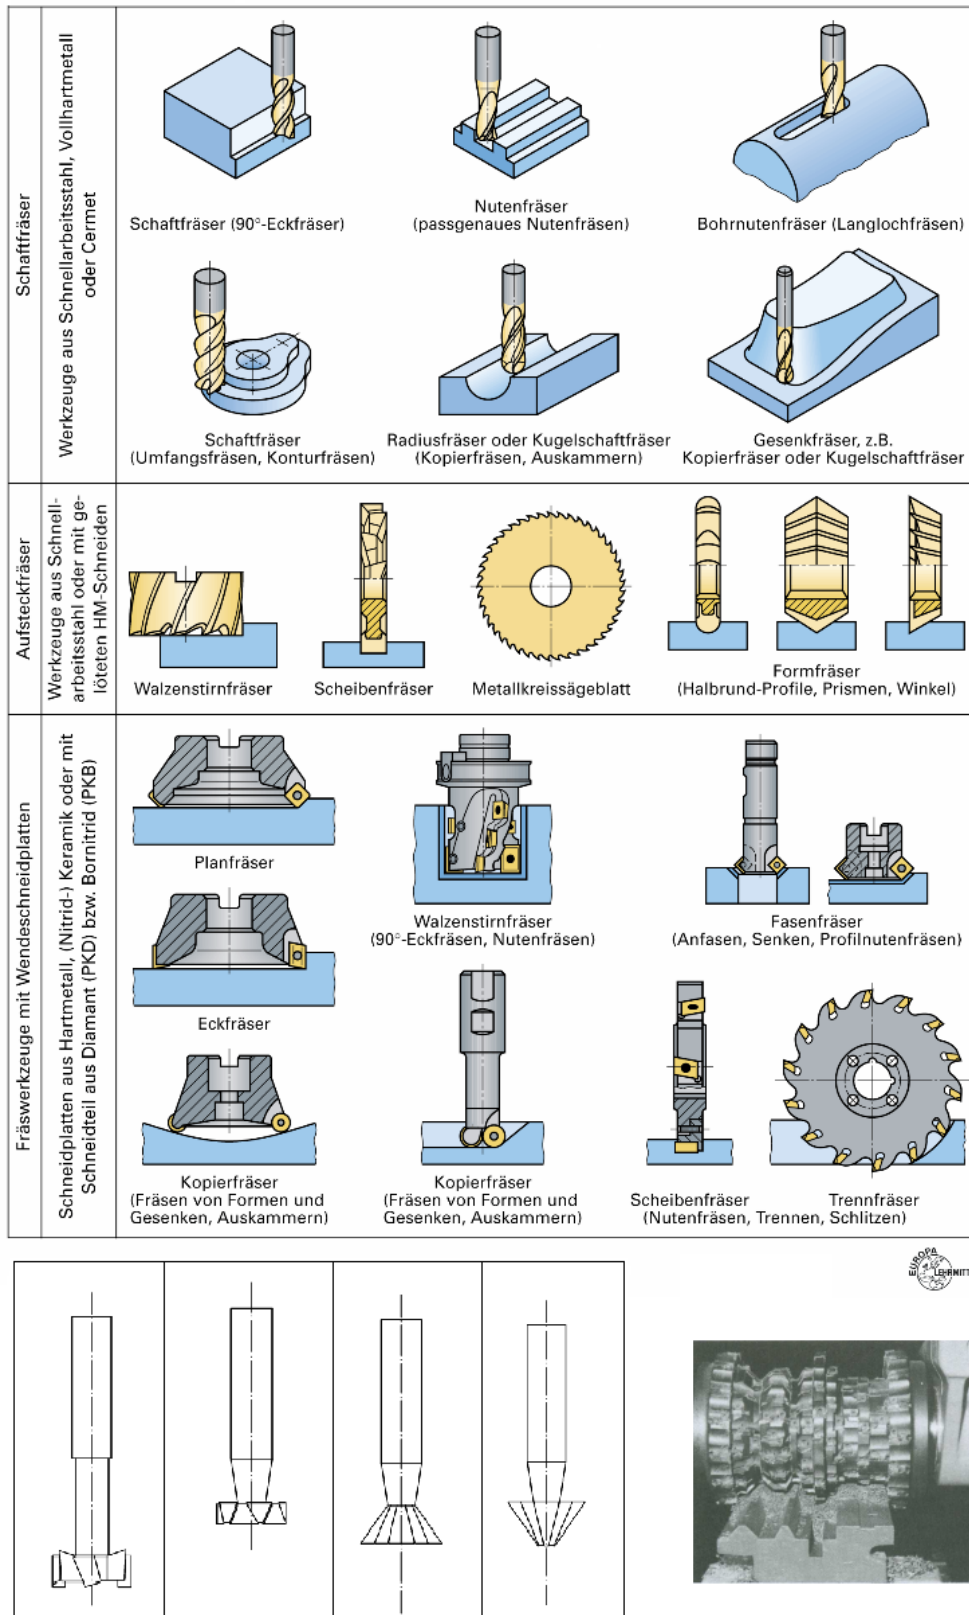 Schaftfräser
Werkzeuge aus Schnellarbeitsstahl, Vollhartmetall
oder Cermet
Schaftfräser (90°-Eckfräser)
Nutenfräser
(passgenaues Nutenfräsen)
Bohrnutenfräser (Langlochfräsen)
Schaftfräser
(Umfangsfräsen, Konturfräsen)
Radiusfräser oder Kugelschaftfräser
(Kopierfräsen, Auskammern)
Gesenkfräser, z.B.
Kopierfräser oder Kugelschaftfräser
Aufsteckfräser
Werkzeuge aus Schnell-
arbeitsstahl oder mit ge-
löteten HM-Schneiden
Walzenstirnfräser
Scheibenfräser
Metallkreissägeblatt
Formfräser
(Halbrund-Profile, Prismen, Winkel)
Fräswerkzeuge mit Wendeschneidplatten
Schneidplatten aus Hartmetall, (Nitrid-) Keramik oder mit
Schneidteil aus Diamant (PKD) bzw. Bornitrid (PKB)
Planfräser
Eckfräser
Kopierfräser
(Fräsen von Formen und
Gesenken, Auskammern)
Walzenstirnfräser
(90°-Eckfräsen, Nutenfräsen)
Kopierfräser
(Fräsen von Formen und
Gesenken, Auskammern)
Fasenfräser
(Anfasen, Senken, Profilnutenfräsen)
Scheibenfräser
Trennfräser
(Nutenfräsen, Trennen, Schlitzen)
EUROPA
LEHRMITT